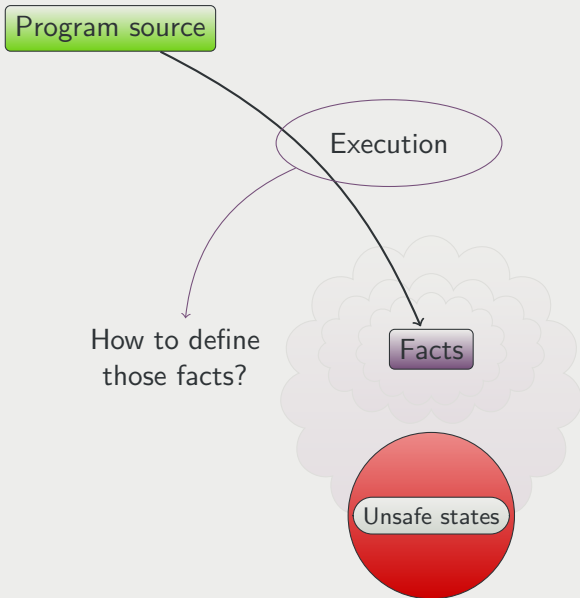 Program source
Execution
How to define
those facts?
Facts
Unsafe states